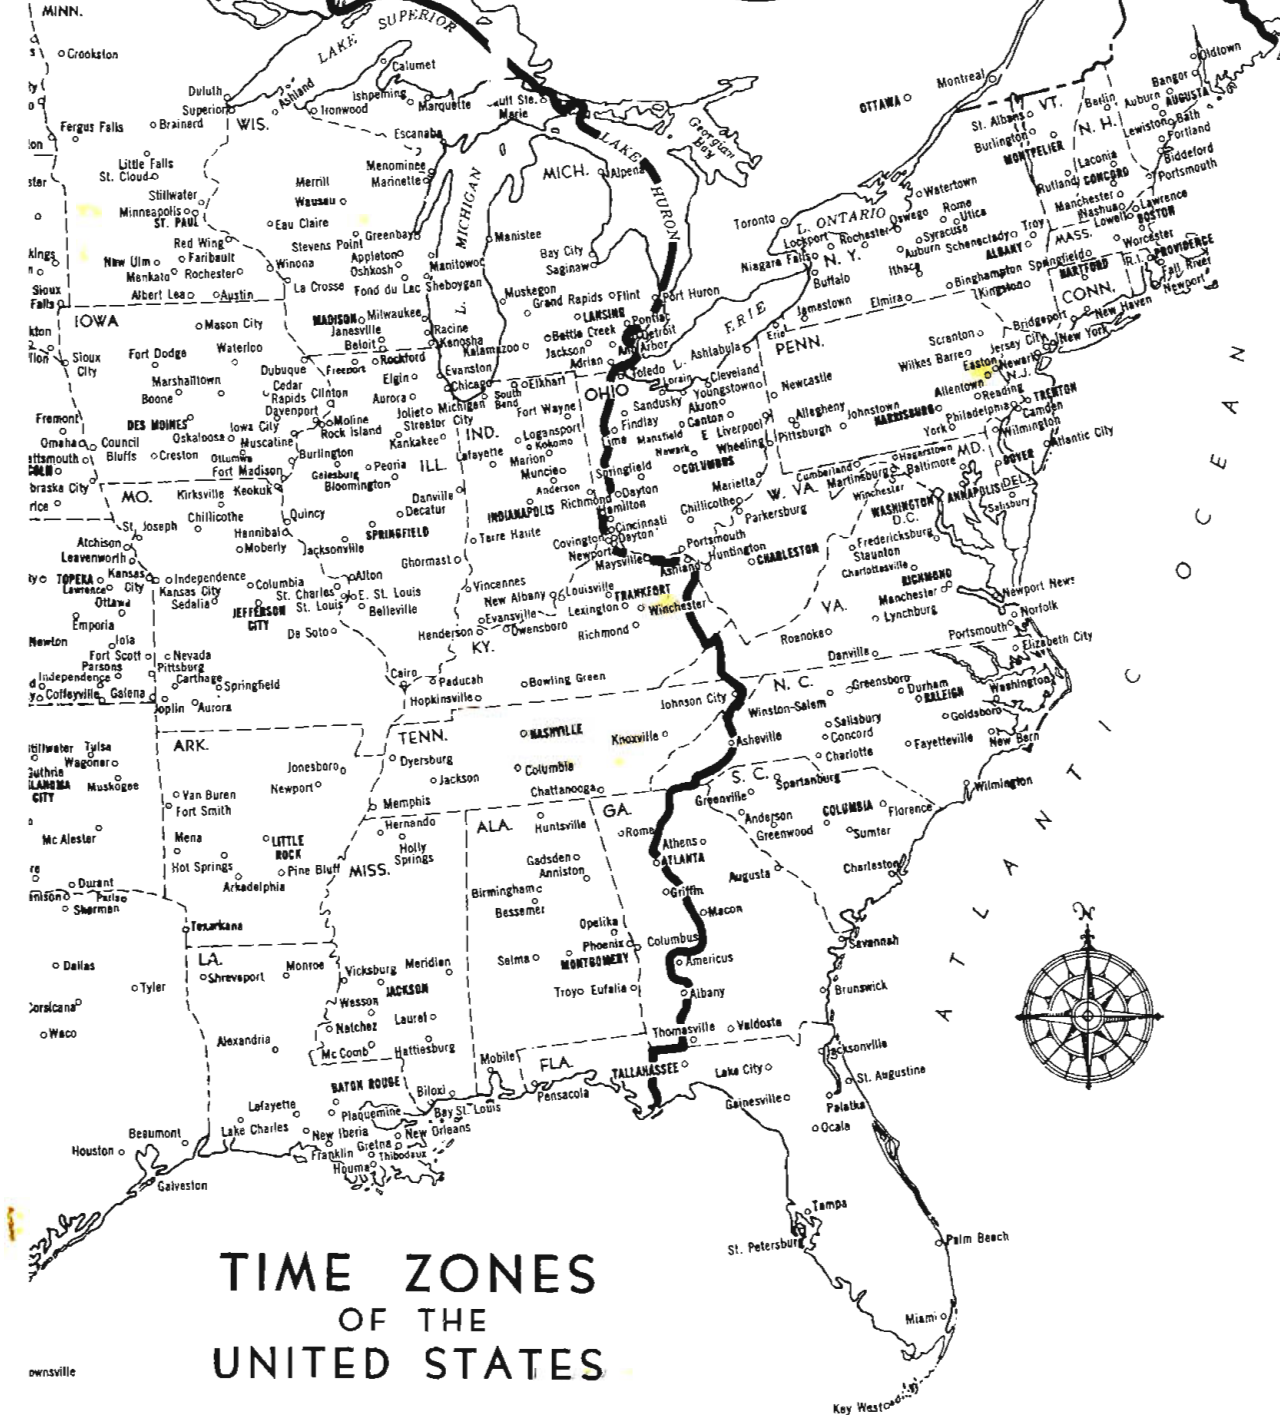 MINN.
LAKE SUPERIOR
Crookston
Calumet
Oldtown
Montreal
Bangor
Duluth
Ashland
Ishpeming
OTTAWA
VT.
Berlin
Auburn
AUGUSTA
Superior
Ironwood
Marquette
ault Ste.
Marie
St. Albans
Lewiston
Bath
Fergus Falls
Brainerd
WIS.
Escanaba
LAKE HURON
Georgian
Bay
Burlington
N. H.
Portland
MONTPELIER
Biddeford
Little Falls
St. Cloud
Menominee
Marinette
MICH.
Alpena
Laconia
Rutland
CONCORD
Portsmouth
Stillwater
Merrill
Watertown
Manchester
Minneapolis
ST. PAUL
Wausau
MICHIGAN
Toronto
L. ONTARIO
Oswego
Rome
Utica
Nashua
Lawrence
Lowell
BOSTON
Eau Claire
Red Wing
Stevens Point
Greenbay
Manistee
Lockport
Rochester
Syracuse
Troy
MASS.
Worcester
New Ulm
Faribault
Winona
Appleton
Oshkosh
Manitowoc
Bay City
Saginaw
Niagara Falls
N. Y.
Auburn
Schenectady
ALBANY
Springfield
PROVIDENCE
Mankato
Rochester
La Crosse
Fond du Lac
Sheboygan
Buffalo
Ithaca
Binghampton
HARTFORD
R.I.
Fall River
Sioux
Falls
Albert Lea
Austin
Muskegon
Grand Rapids
Flint
Port Huron
Jamestown
Elmira
Kingston
CONN.
Newport
New Haven
IOWA
Mason City
MADISON
Milwaukee
L.
LANSING
Pontiac
ERIE
Janesville
Racine
Battle Creek
Detroit
Erie
Scranton
Bridgeport
Beloit
Kenosha
Kalamazoo
Jackson
Ann
Arbor
L.
Ashlabula
PENN.
Jersey City
New York
Sioux
City
Fort Dodge
Waterloo
Rockford
Freeport
Evanston
Adrian
Toledo
Cleveland
Wilkes Barre
Easton
Newark
Dubuque
Elgin
Chicago
Elkhart
OHIO
Lorain
Youngstown
Newcastle
Allentown
N.J.
Marshalltown
Boone
Cedar
Rapids
Clinton
Aurora
South
Bend
Sandusky
Akron
Reading
TRENTON
Fremont
DES MOINES
Iowa City
Davenport
Moline
Rock Island
Joliet
Michigan
City
Fort Wayne
Findlay
Canton
Allegheny
Johnstown
HARRISBURG
Philadelphia
Camden
Omaha
Council
Bluffs
Creston
Oskaloosa
Muscatine
Streator
Kankakee
IND.
Logansport
Kokomo
Lima
Mansfield
E Liverpool
Pittsburgh
York
Wilmington
Atlantic City
Ottumwa
Burlington
Lafayette
Marion
Newark
Wheeling
Hagerstown
MD.
DOVER
Fort Madison
Galesburg
Peoria
Bloomington
ILL.
Muncie
Springfield
COLUMBUS
Cumberland
Martinsburg
Baltimore
MO.
Kirksville
Keokuk
Danville
Anderson
Richmond
Dayton
Marietta
W. VA.
Winchester
WASHINGTON
D.C.
ANNAPOLIS
DEL.
Salisbury
St. Joseph
Chillicothe
Hannibal
Quincy
Decatur
INDIANAPOLIS
Hamilton
Chillicothe
Parkersburg
Atchison
Leavenworth
Moberly
Jacksonville
SPRINGFIELD
Terre Haute
Cincinnati
Covington
Dayton
Newport
Maysville
Portsmouth
Huntington
CHARLESTON
Fredericksburg
Staunton
Charlottesville
TOPEKA
Kansas
City
Independence
Kansas City
Columbia
Alton
Ghormast
Vincennes
Ashland
RICHMOND
Newport News
Lawrence
Ottawa
Sedalia
JEFFERSON
CITY
St. Charles
St. Louis
E. St. Louis
Belleville
New Albany
Louisville
FRANKFORT
Lexington
Winchester
Manchester
Lynchburg
Norfolk
Emporia
De Soto
Evansville
Henderson
Owensboro
Richmond
VA.
Roanoke
Portsmouth
Newton
Iola
Fort Scott
Nevada
KY.
Danville
Elizabeth City
Parsons
Pittsburg
Cairo
Independence
Carthage
Springfield
Paducah
Bowling Green
N. C.
Greensboro
Durham
RALEIGH
Washington
Coffeyville
Galena
Joplin
Aurora
Hopkinsville
Johnson City
Winston-Salem
Goldsboro
ARK.
TENN.
NASHVILLE
Knoxville
Asheville
Salisbury
Concord
Charlotte
Fayetteville
New Bern
Stillwater
Tulsa
Wagoner
Dyersburg
Guthrie
Muskogee
CITY
Jonesboro
Newport
Jackson
Columbia
S. C.
Spartanburg
Wilmington
Van Buren
Fort Smith
Memphis
Chattanooga
GA.
Greenville
Anderson
COLUMBIA
Florence
Mc Alester
Mena
LITTLE
ROCK
Hernando
Holly
Springs
ALA.
Huntsville
Rome
Athens
Greenwood
Sumter
Hot Springs
Arkadelphia
Pine Bluff
MISS.
Gadsden
Anniston
ATLANTA
Augusta
Charleston
Durant
Sherman
Birmingham
Bessemer
Griffin
Macon
Texarkana
Opelika
Phoenix
Columbus
Savannah
Dallas
LA.
Shreveport
Monroe
Vicksburg
Meridian
Selma
MONTGOMERY
Americus
Tyler
JACKSON
Troy
Eufalia
Albany
Brunswick
Corsicana
Waco
Wesson
Natchez
Laurel
Thomasville
Valdosta
Alexandria
Mc Comb
Hattiesburg
Mobile
FLA.
TALLAHASSEE
Lake City
Jacksonville
St. Augustine
BATON ROUGE
Biloxi
Pensacola
Gainesville
Palatka
Lafayette
Plaquemine
Bay St. Louis
Ocala
Beaumont
Lake Charles
New Iberia
Gretna
New Orleans
Houston
Franklin
Thibodaux
Houma
Galveston
Tampa
St. Petersburg
Palm Beach
Miami
Key West
ATLANTIC OCEAN
N
TIME ZONES
OF THE
UNITED STATES
ownsville